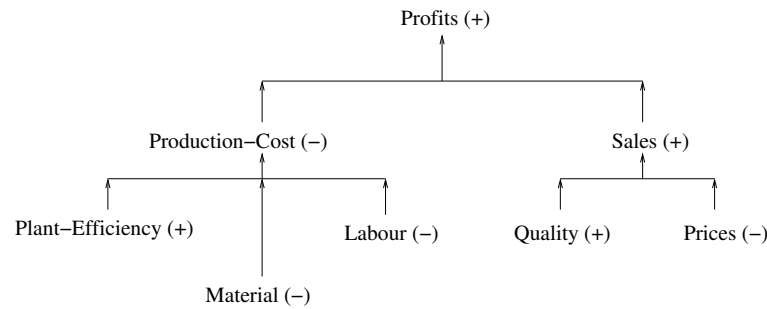 Profits (+)
Production−Cost (−)
Sales (+)
Plant−Efficiency (+)
Labour (−)
Quality (+)
Prices (−)
Material (−)